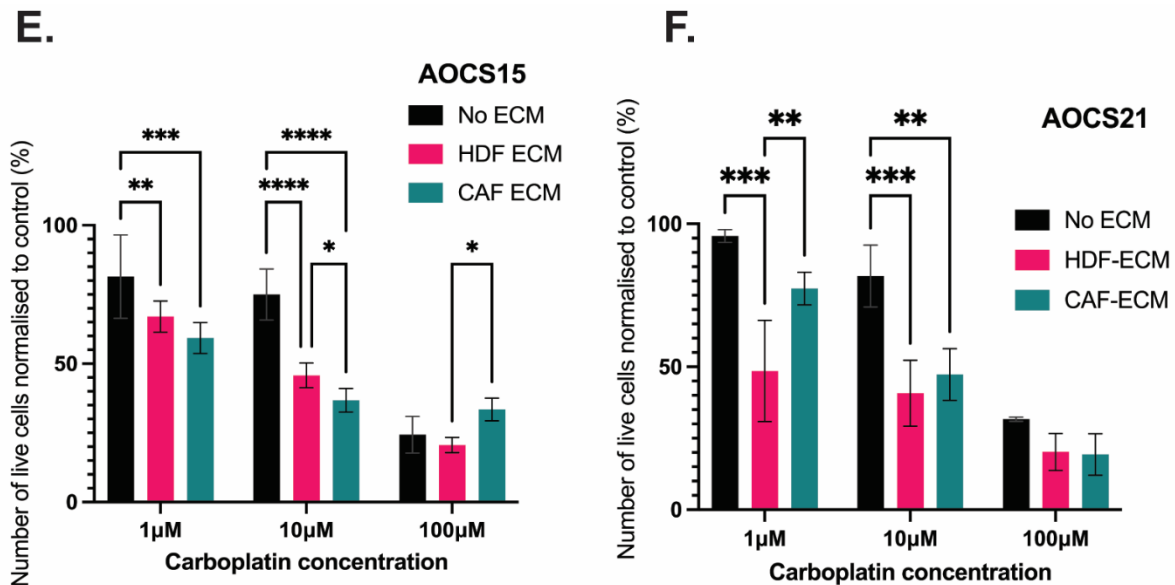 E.
AOCS15
No ECM
HDF ECM
CAF ECM
Number of live cells normalised to control (%)
100
50
0
***
**
****
****
*
*
1µM
10µM
100µM
Carboplatin concentration
F.
AOCS21
No ECM
HDF-ECM
CAF-ECM
Number of live cells normalised to control (%)
100
50
0
**
***
**
***
1µM
10µM
100µM
Carboplatin concentration